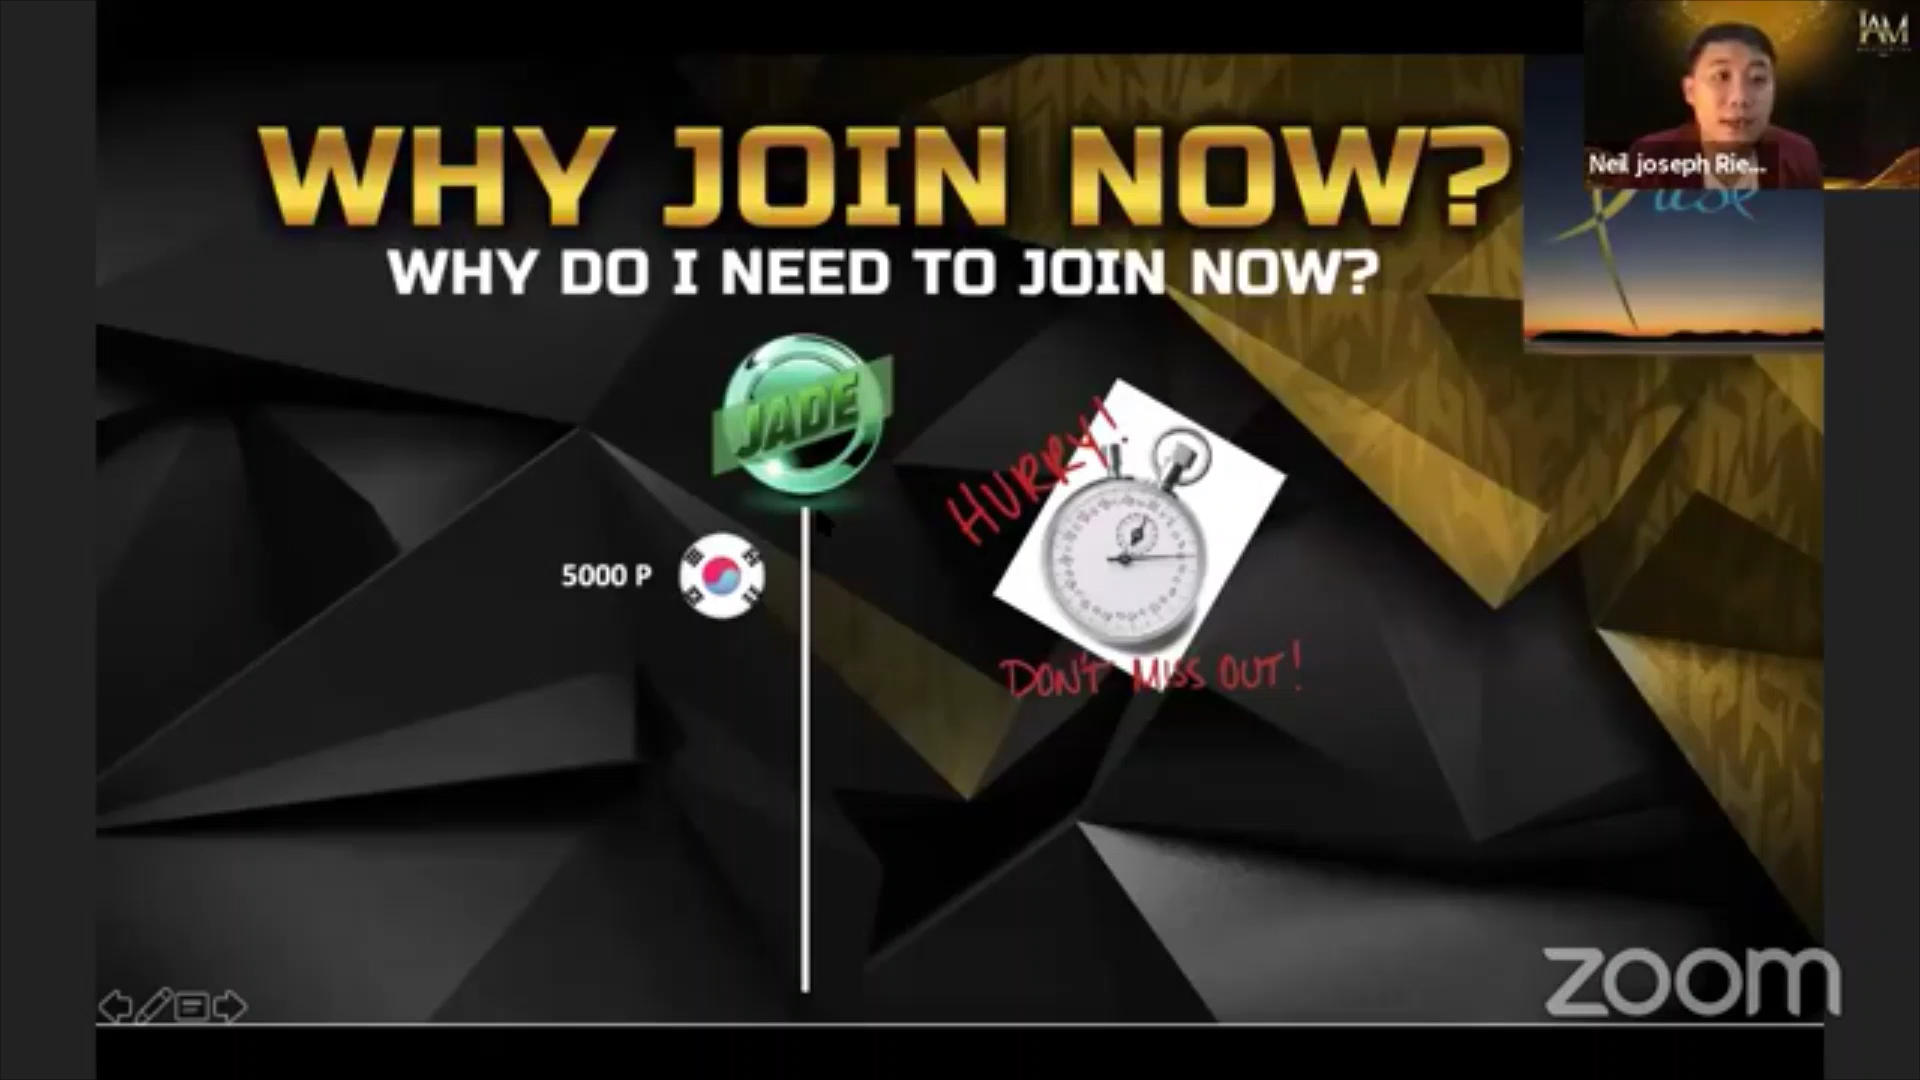 WHY JOIN NOW?
WHY DO I NEED TO JOIN NOW?
IAM
Neil joseph Rie...
JADE
HURRY!
5000 P
DON'T MISS OUT!
zoom